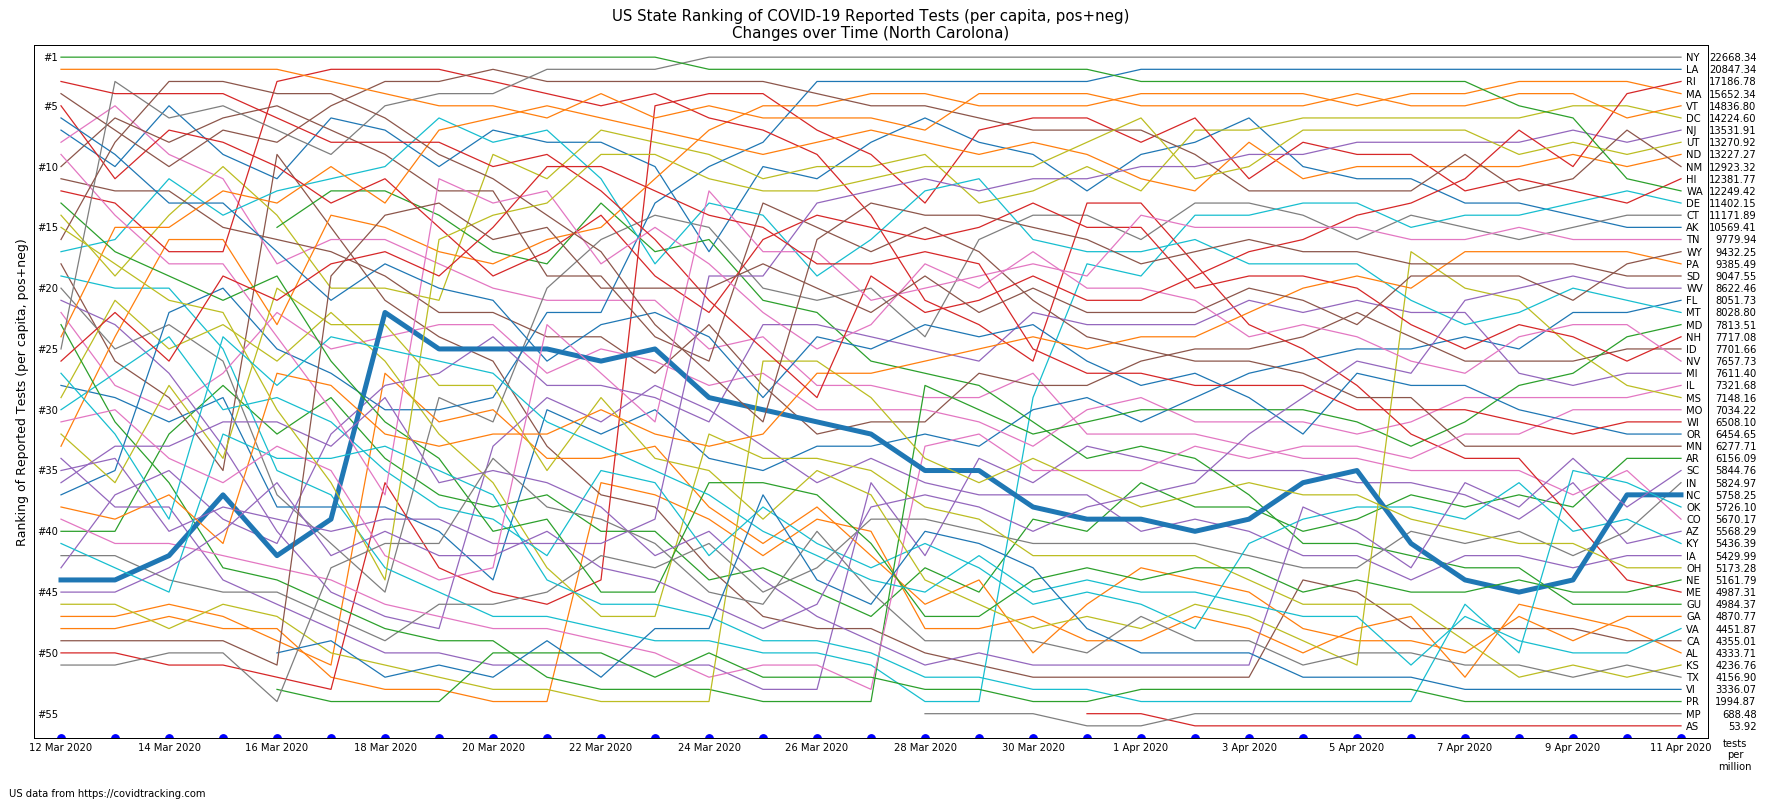 US State Ranking of COVID-19 Reported Tests (per capita, pos+neg)
Changes over Time (North Carolona)
Ranking of Reported Tests (per capita, pos+neg)
#1
#5
#10
#15
#20
#25
#30
#35
#40
#45
#50
#55
NY 22668.34
LA 20847.34
RI 17186.78
MA 15652.34
VT 14836.80
DC 14224.60
NJ 13531.91
UT 13270.92
ND 13227.27
NM 12923.32
HI 12381.77
WA 12249.42
DE 11402.15
CT 11171.89
AK 10569.41
TN 9779.94
WY 9432.25
PA 9385.49
SD 9047.55
WV 8622.46
FL 8051.73
MT 8028.80
MD 7813.51
NH 7717.08
ID 7701.66
NV 7657.73
MI 7611.40
IL 7321.68
MS 7148.16
MO 7034.22
WI 6508.10
OR 6454.65
MN 6277.71
AR 6156.09
SC 5844.76
IN 5824.97
NC 5758.25
OK 5726.10
CO 5670.17
AZ 5568.29
KY 5436.39
IA 5429.99
OH 5173.28
NE 5161.79
ME 4987.31
GU 4984.37
GA 4870.77
VA 4451.87
CA 4355.01
AL 4333.71
KS 4236.76
TX 4156.90
VI 3336.07
PR 1994.87
MP 688.48
AS 53.92
12 Mar 2020 14 Mar 2020 16 Mar 2020 18 Mar 2020 20 Mar 2020 22 Mar 2020 24 Mar 2020 26 Mar 2020 28 Mar 2020 30 Mar 2020 1 Apr 2020 3 Apr 2020 5 Apr 2020 7 Apr 2020 9 Apr 2020 11 Apr 2020
tests
per
million
US data from https://covidtracking.com